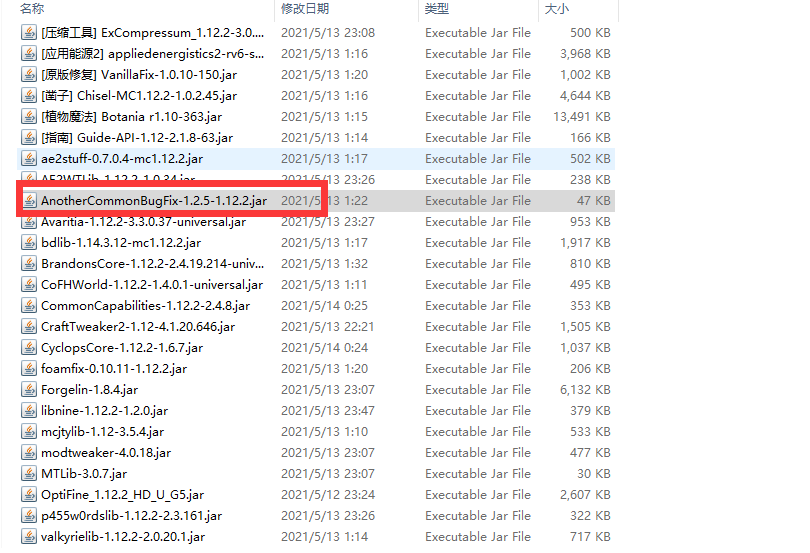 名称 修改日期 类型 大小
[压缩工具] ExCompressum_1.12.2-3.0.... 2021/5/13 23:08 Executable Jar File 500 KB
[应用能源2] appliedenergistics2-rv6-s... 2021/5/13 1:16 Executable Jar File 3,968 KB
[原版修复] VanillaFix-1.0.10-150.jar 2021/5/13 1:20 Executable Jar File 1,002 KB
[凿子] Chisel-MC1.12.2-1.0.2.45.jar 2021/5/13 1:16 Executable Jar File 4,644 KB
[植物魔法] Botania r1.10-363.jar 2021/5/13 1:15 Executable Jar File 13,491 KB
[指南] Guide-API-1.12-2.1.8-63.jar 2021/5/13 1:14 Executable Jar File 166 KB
ae2stuff-0.7.0.4-mc1.12.2.jar 2021/5/13 1:17 Executable Jar File 502 KB
AE2WTLib-1.12.2-1.0.34.jar 2021/5/13 23:26 Executable Jar File 238 KB
AnotherCommonBugFix-1.2.5-1.12.2.jar 2021/5/13 1:22 Executable Jar File 47 KB
Avaritia-1.12.2-3.3.0.37-universal.jar 2021/5/13 23:27 Executable Jar File 953 KB
bdlib-1.14.3.12-mc1.12.2.jar 2021/5/13 1:17 Executable Jar File 1,917 KB
BrandonsCore-1.12.2-2.4.19.214-univ... 2021/5/13 1:32 Executable Jar File 810 KB
CoFHWorld-1.12.2-1.4.0.1-universal.jar 2021/5/13 1:11 Executable Jar File 495 KB
CommonCapabilities-1.12.2-2.4.8.jar 2021/5/14 0:25 Executable Jar File 353 KB
CraftTweaker2-1.12-4.1.20.646.jar 2021/5/13 22:21 Executable Jar File 1,505 KB
CyclopsCore-1.12.2-1.6.7.jar 2021/5/14 0:24 Executable Jar File 1,037 KB
foamfix-0.10.11-1.12.2.jar 2021/5/13 1:20 Executable Jar File 206 KB
Forgelin-1.8.4.jar 2021/5/13 23:07 Executable Jar File 6,132 KB
libnine-1.12.2-1.2.0.jar 2021/5/13 23:47 Executable Jar File 379 KB
mcjtylib-1.12-3.5.4.jar 2021/5/13 1:10 Executable Jar File 533 KB
modtweaker-4.0.18.jar 2021/5/13 23:07 Executable Jar File 477 KB
MTLib-3.0.7.jar 2021/5/13 23:07 Executable Jar File 30 KB
OptiFine_1.12.2_HD_U_G5.jar 2021/5/12 23:24 Executable Jar File 2,607 KB
p455w0rdslib-1.12.2-2.3.161.jar 2021/5/13 23:26 Executable Jar File 322 KB
valkyrielib-1.12.2-2.0.20.1.jar 2021/5/13 1:14 Executable Jar File 717 KB